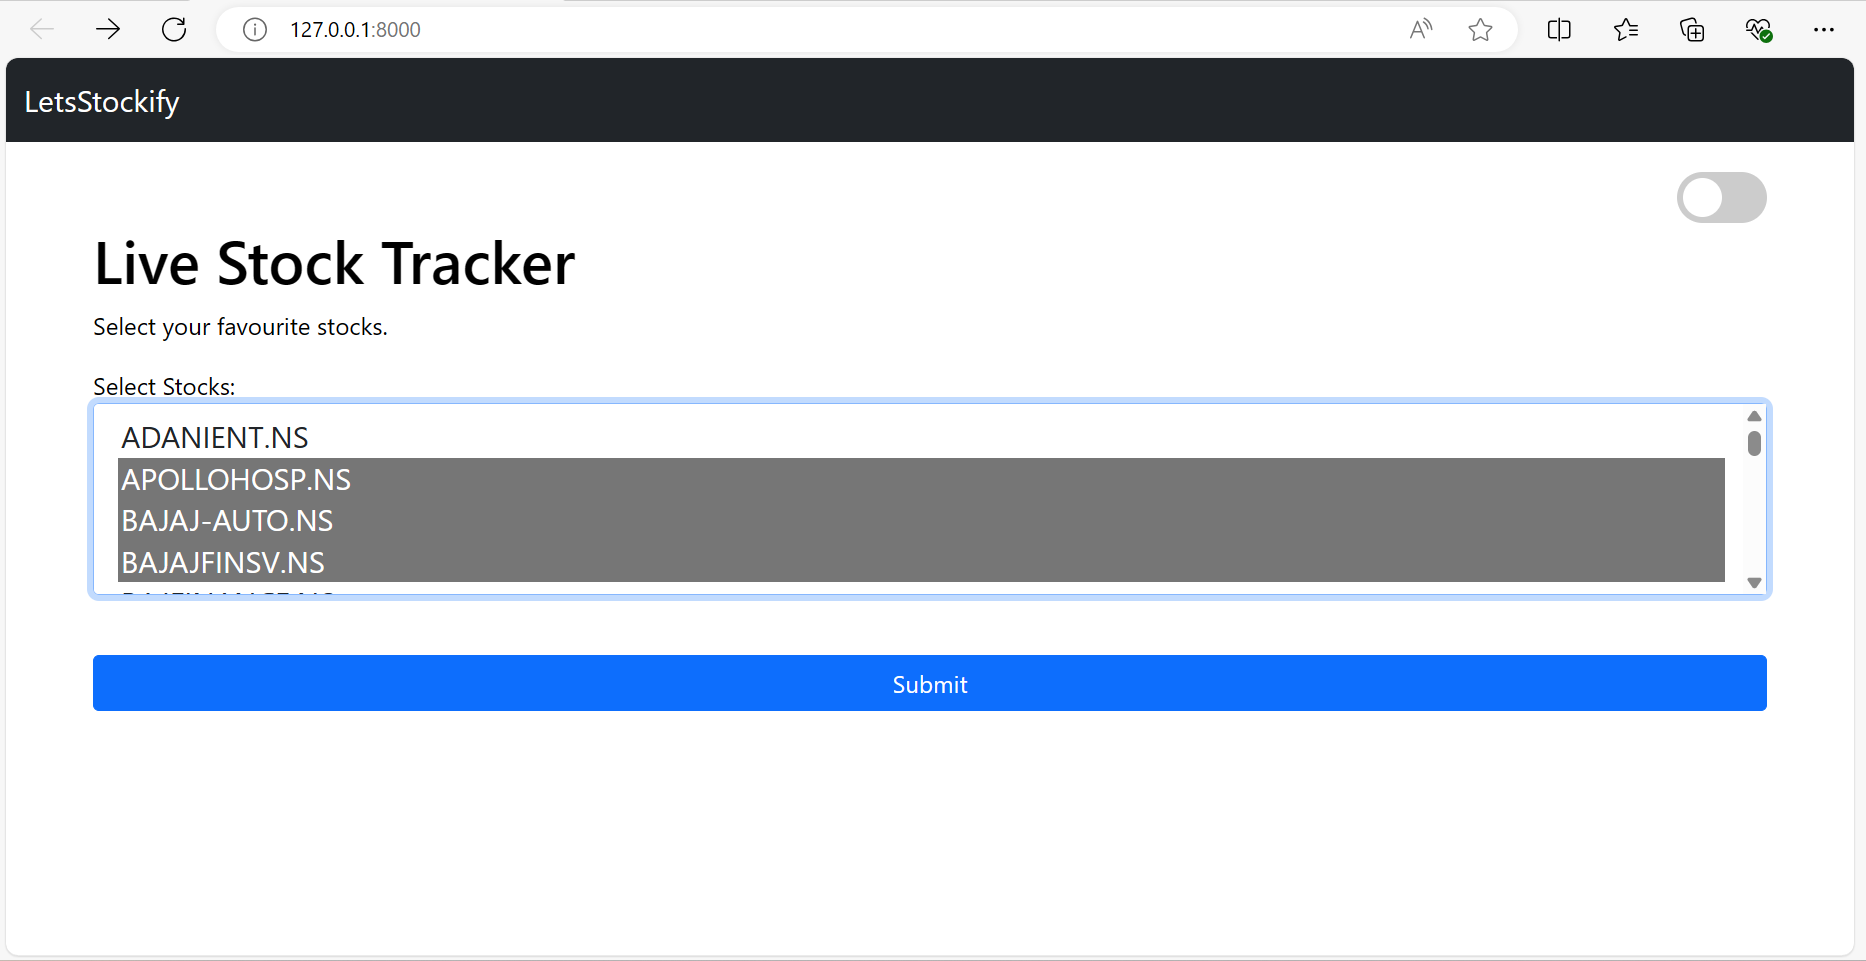 127.0.0.1:8000
LetsStockify
Live Stock Tracker
Select your favourite stocks.
Select Stocks:
ADANIENT.NS
APOLLOHOSP.NS
BAJAJ-AUTO.NS
BAJAJFINSV.NS
Submit